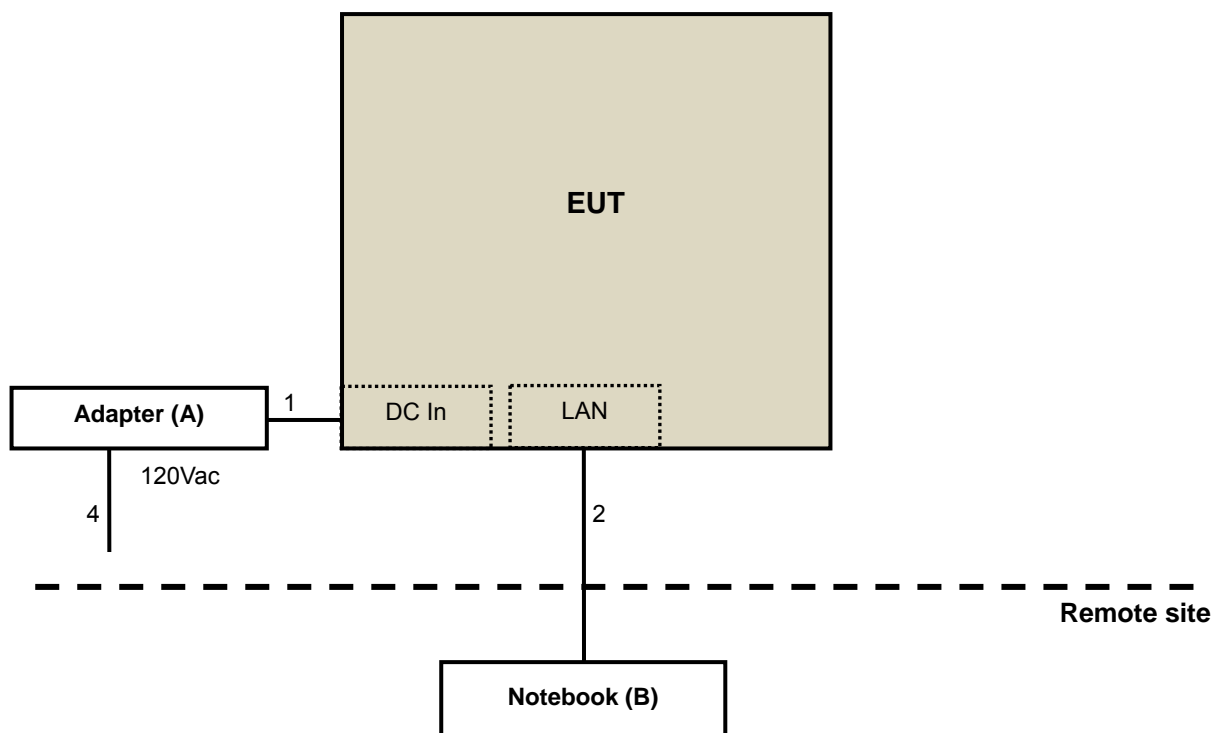 EUT
DC In
LAN
Adapter (A)
1
120Vac
4
2
Remote site
Notebook (B)